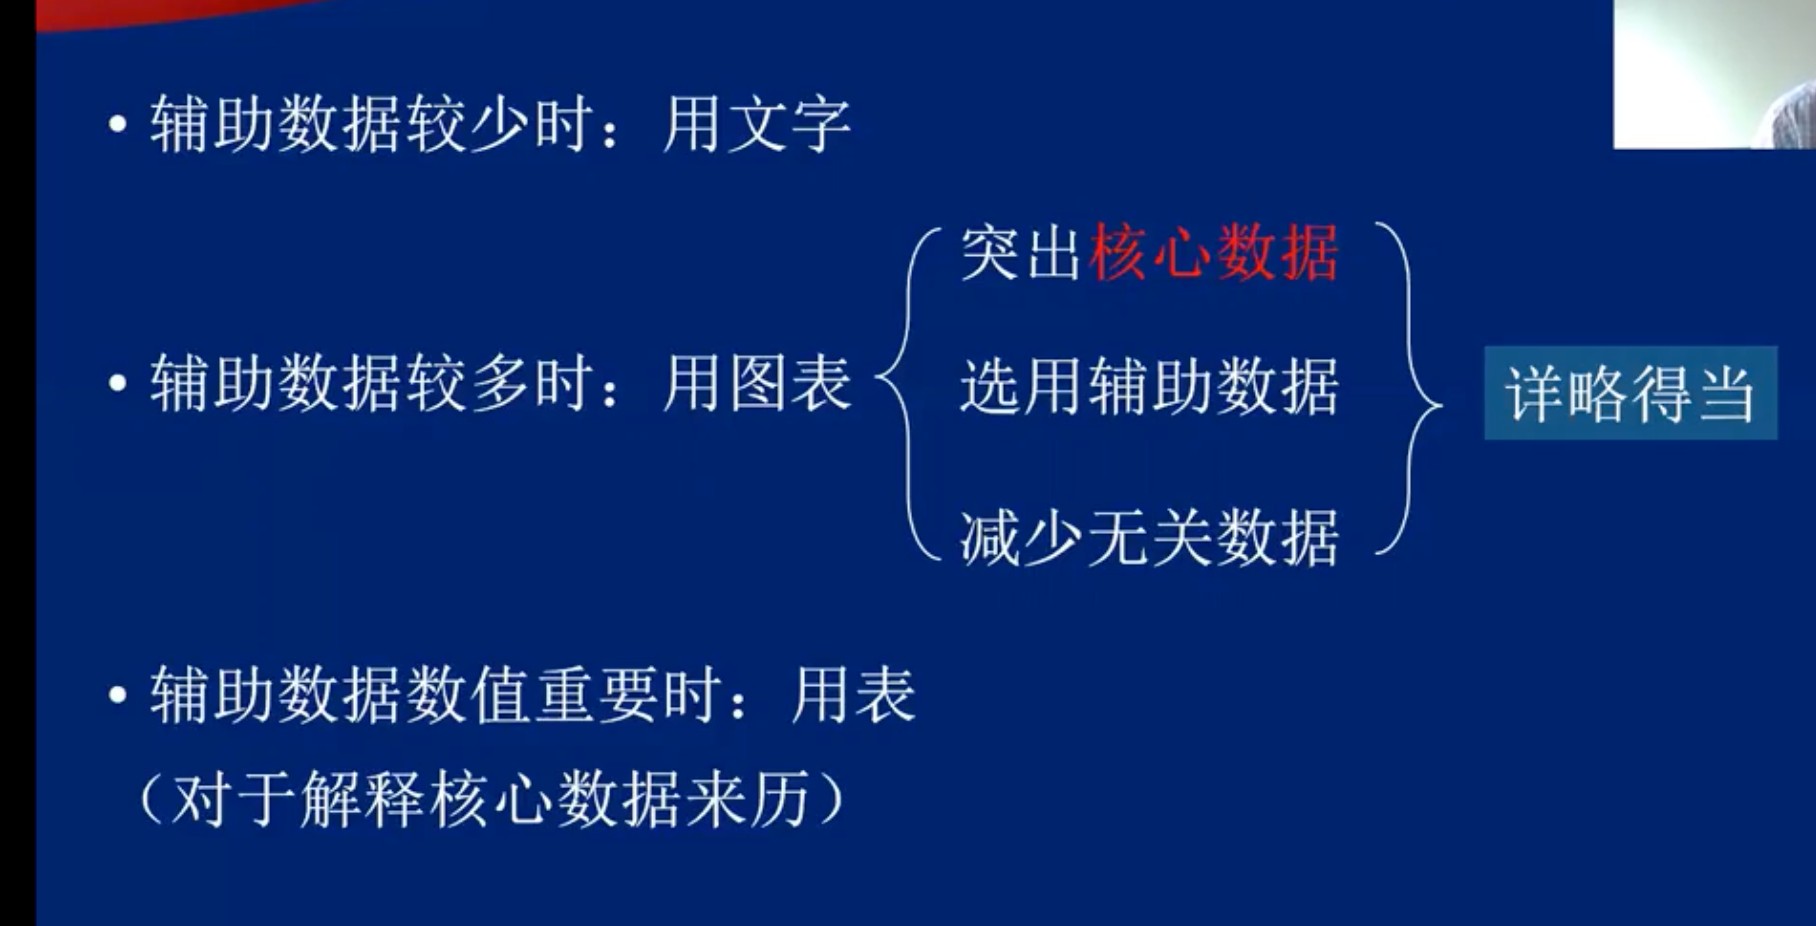 • 辅助数据较少时：用文字
突出核心数据
• 辅助数据较多时：用图表
选用辅助数据
详略得当
减少无关数据
• 辅助数据数值重要时：用表
（对于解释核心数据来历）